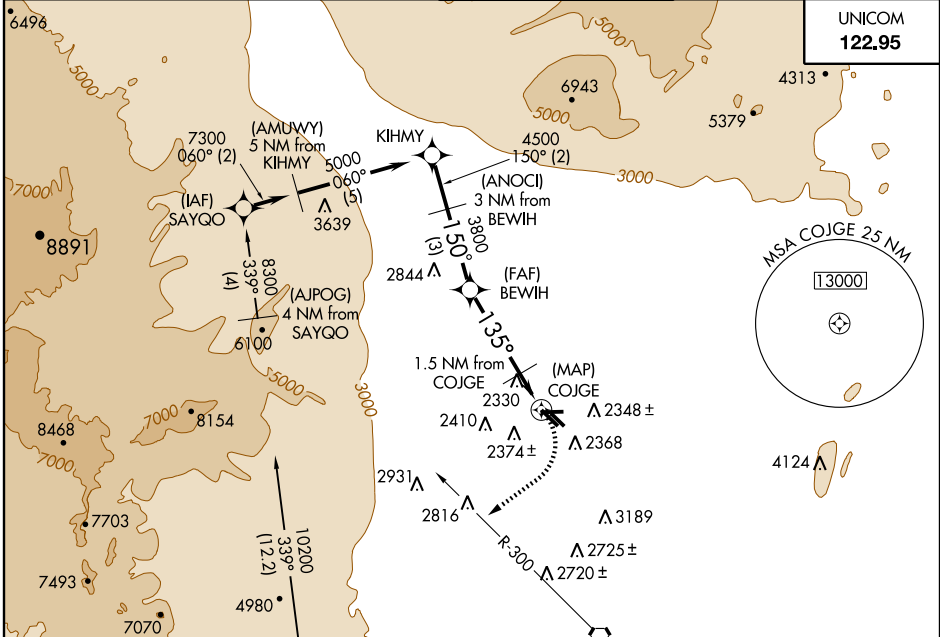 6496
UNICOM
122.95
5000
5000
6943
5000
4313
5379
3000
7300
060° (2)
(AMUWY)
5 NM from
KIHMY
KIHMY
5000
060°
(5)
4500
150° (2)
7000
(IAF)
SAYQO
3639
(ANOCI)
3 NM from
BEWIH
3800
150°
(3)
8891
2844
(FAF)
BEWIH
MSA COJGE 25 NM
13000
8300
339°
(4)
(AJPOG)
4 NM from
SAYQO
6100
135°
1.5 NM from
COJGE
(MAP)
COJGE
5000
3000
2330
2348 ±
7000
8154
2410
2374 ±
2368
8468
7000
4124
2931
2816
3189
7703
10200
339°
(12.2)
R-300
2725 ±
2720 ±
7493
4980
7070